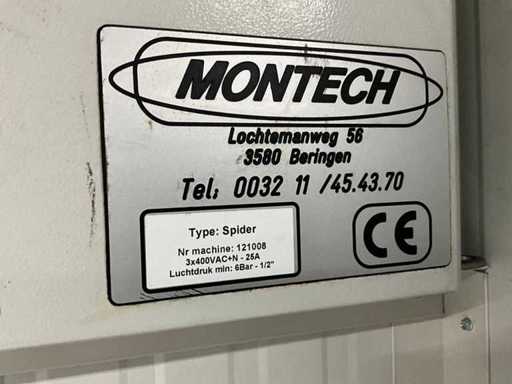 MONTECH
Lochtemanweg 56
3580 Beringen
Tel: 0032 11 /45.43.70
Type: Spider
Nr machine: 121008
3x400VAC+N - 25A
Luchtdruk min: 6Bar - 1/2"
CE